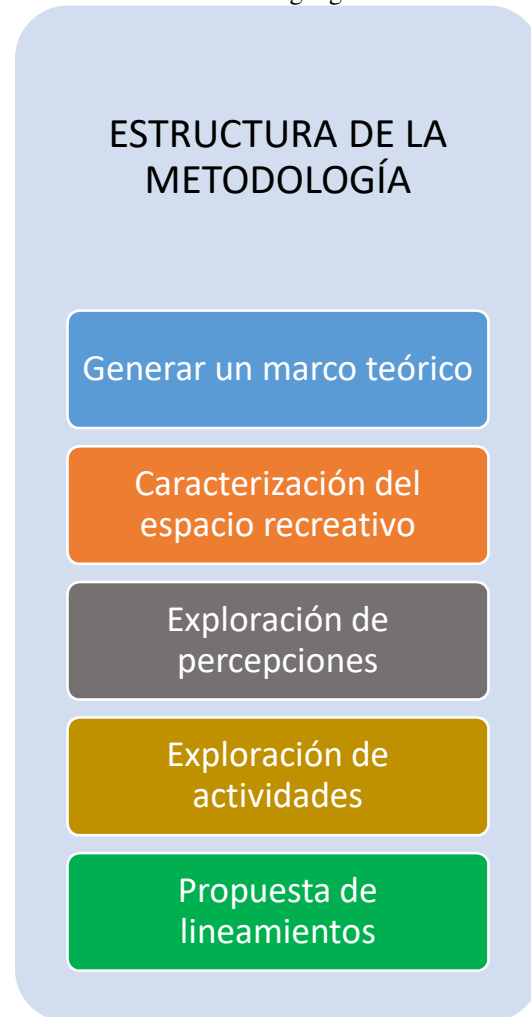 ESTRUCTURA DE LA
METODOLOGÍA
Generar un marco teórico
Caracterización del
espacio recreativo
Exploración de
percepciones
Exploración de
actividades
Propuesta de
lineamientos